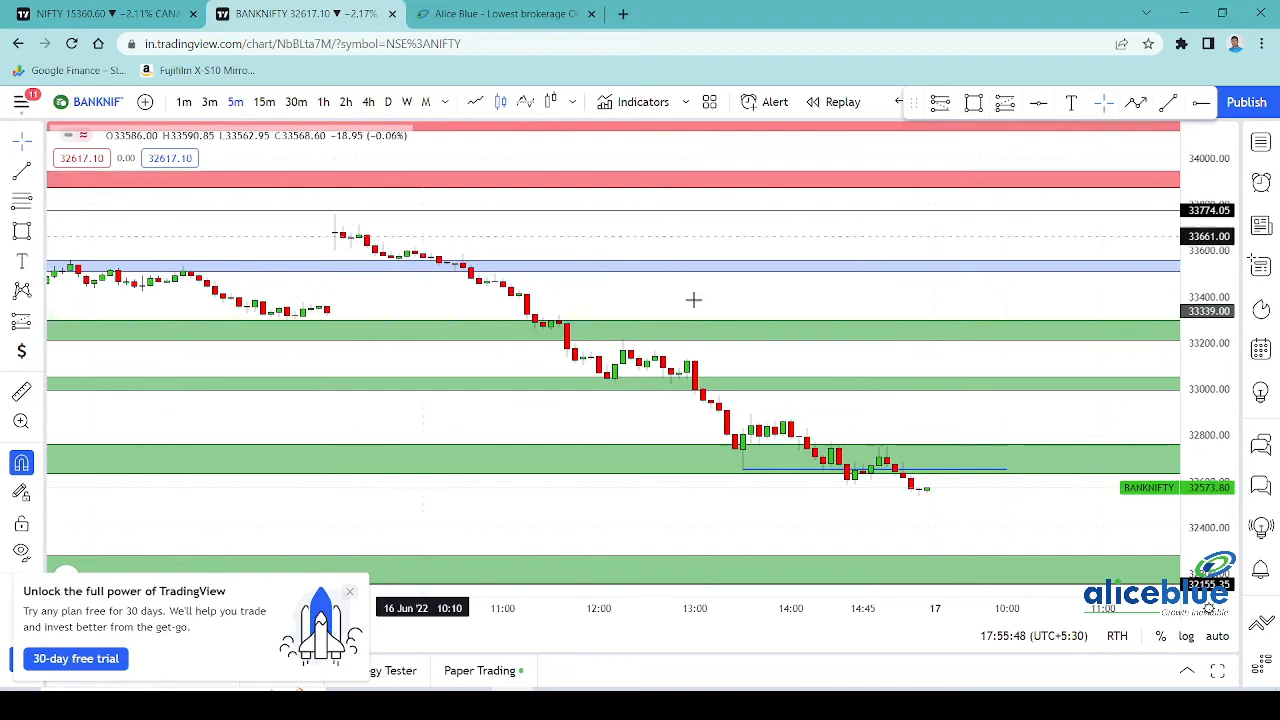 NIFTY 15360.60 ▼ −2.11% CANA
BANKNIFTY 32617.10 ▼ −2.17%
Alice Blue - Lowest brokerage On
in.tradingview.com/chart/NbBLta7M/?symbol=NSE%3ANIFTY
Google Finance – St...
Fujifilm X-S10 Mirro...
11
BANKNIF
1m 3m 5m 15m 30m 1h 2h 4h D W M
Indicators
Alert
Replay
Publish
O33586.00 H33590.85 L33562.95 C33568.60 −18.95 (−0.06%)
32617.10 0.00 32617.10
34000.00
33774.05
33661.00
33600.00
33400.00
33339.00
33200.00
33000.00
32800.00
BANKNIFTY 32573.80
32400.00
32155.35
aliceblue
Growth Inevitable
Unlock the full power of TradingView
Try any plan free for 30 days. We'll help you trade
and invest better from the get-go.
30-day free trial
16 Jun '22 10:10 11:00 12:00 13:00 14:00 14:45 17 10:00 11:00
17:55:48 (UTC+5:30) RTH % log auto
Tester
Paper Trading